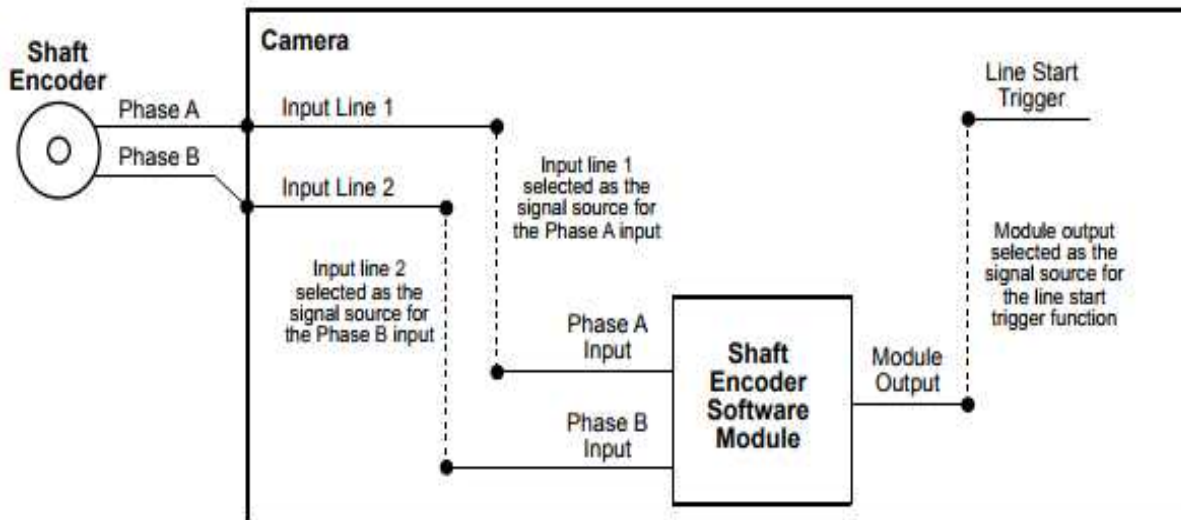 Camera
Shaft
Encoder
Phase A
Input Line 1
Phase B
Input Line 2
Line Start
Trigger
Input line 1
selected as the
signal source for
the Phase A input
Input line 2
selected as the
signal source for
the Phase B input
Module output
selected as the
signal source for
the line start
trigger function
Phase A
Input
Phase B
Input
Shaft
Encoder
Software
Module
Module
Output